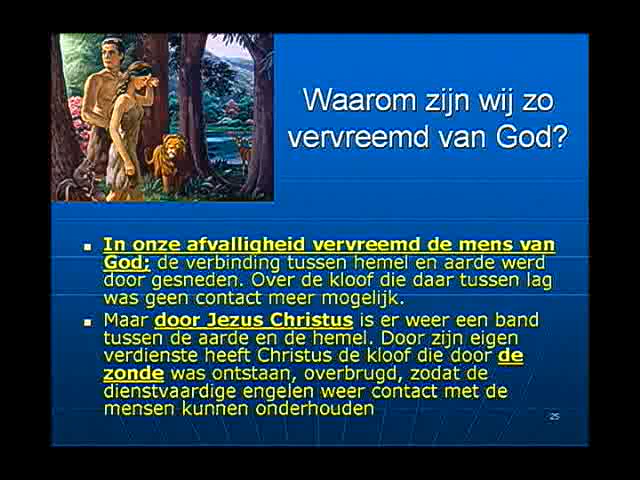 Waarom zijn wij zo
vervreemd van God?
In onze afvalligheid vervreemd de mens van
God; de verbinding tussen hemel en aarde werd
door gesneden. Over de kloof die daar tussen lag
was geen contact meer mogelijk.
Maar door Jezus Christus is er weer een band
tussen de aarde en de hemel. Door zijn eigen
verdienste heeft Christus de kloof die door de
zonde was ontstaan, overbrugd, zodat de
dienstvaardige engelen weer contact met de
mensen kunnen onderhouden
25